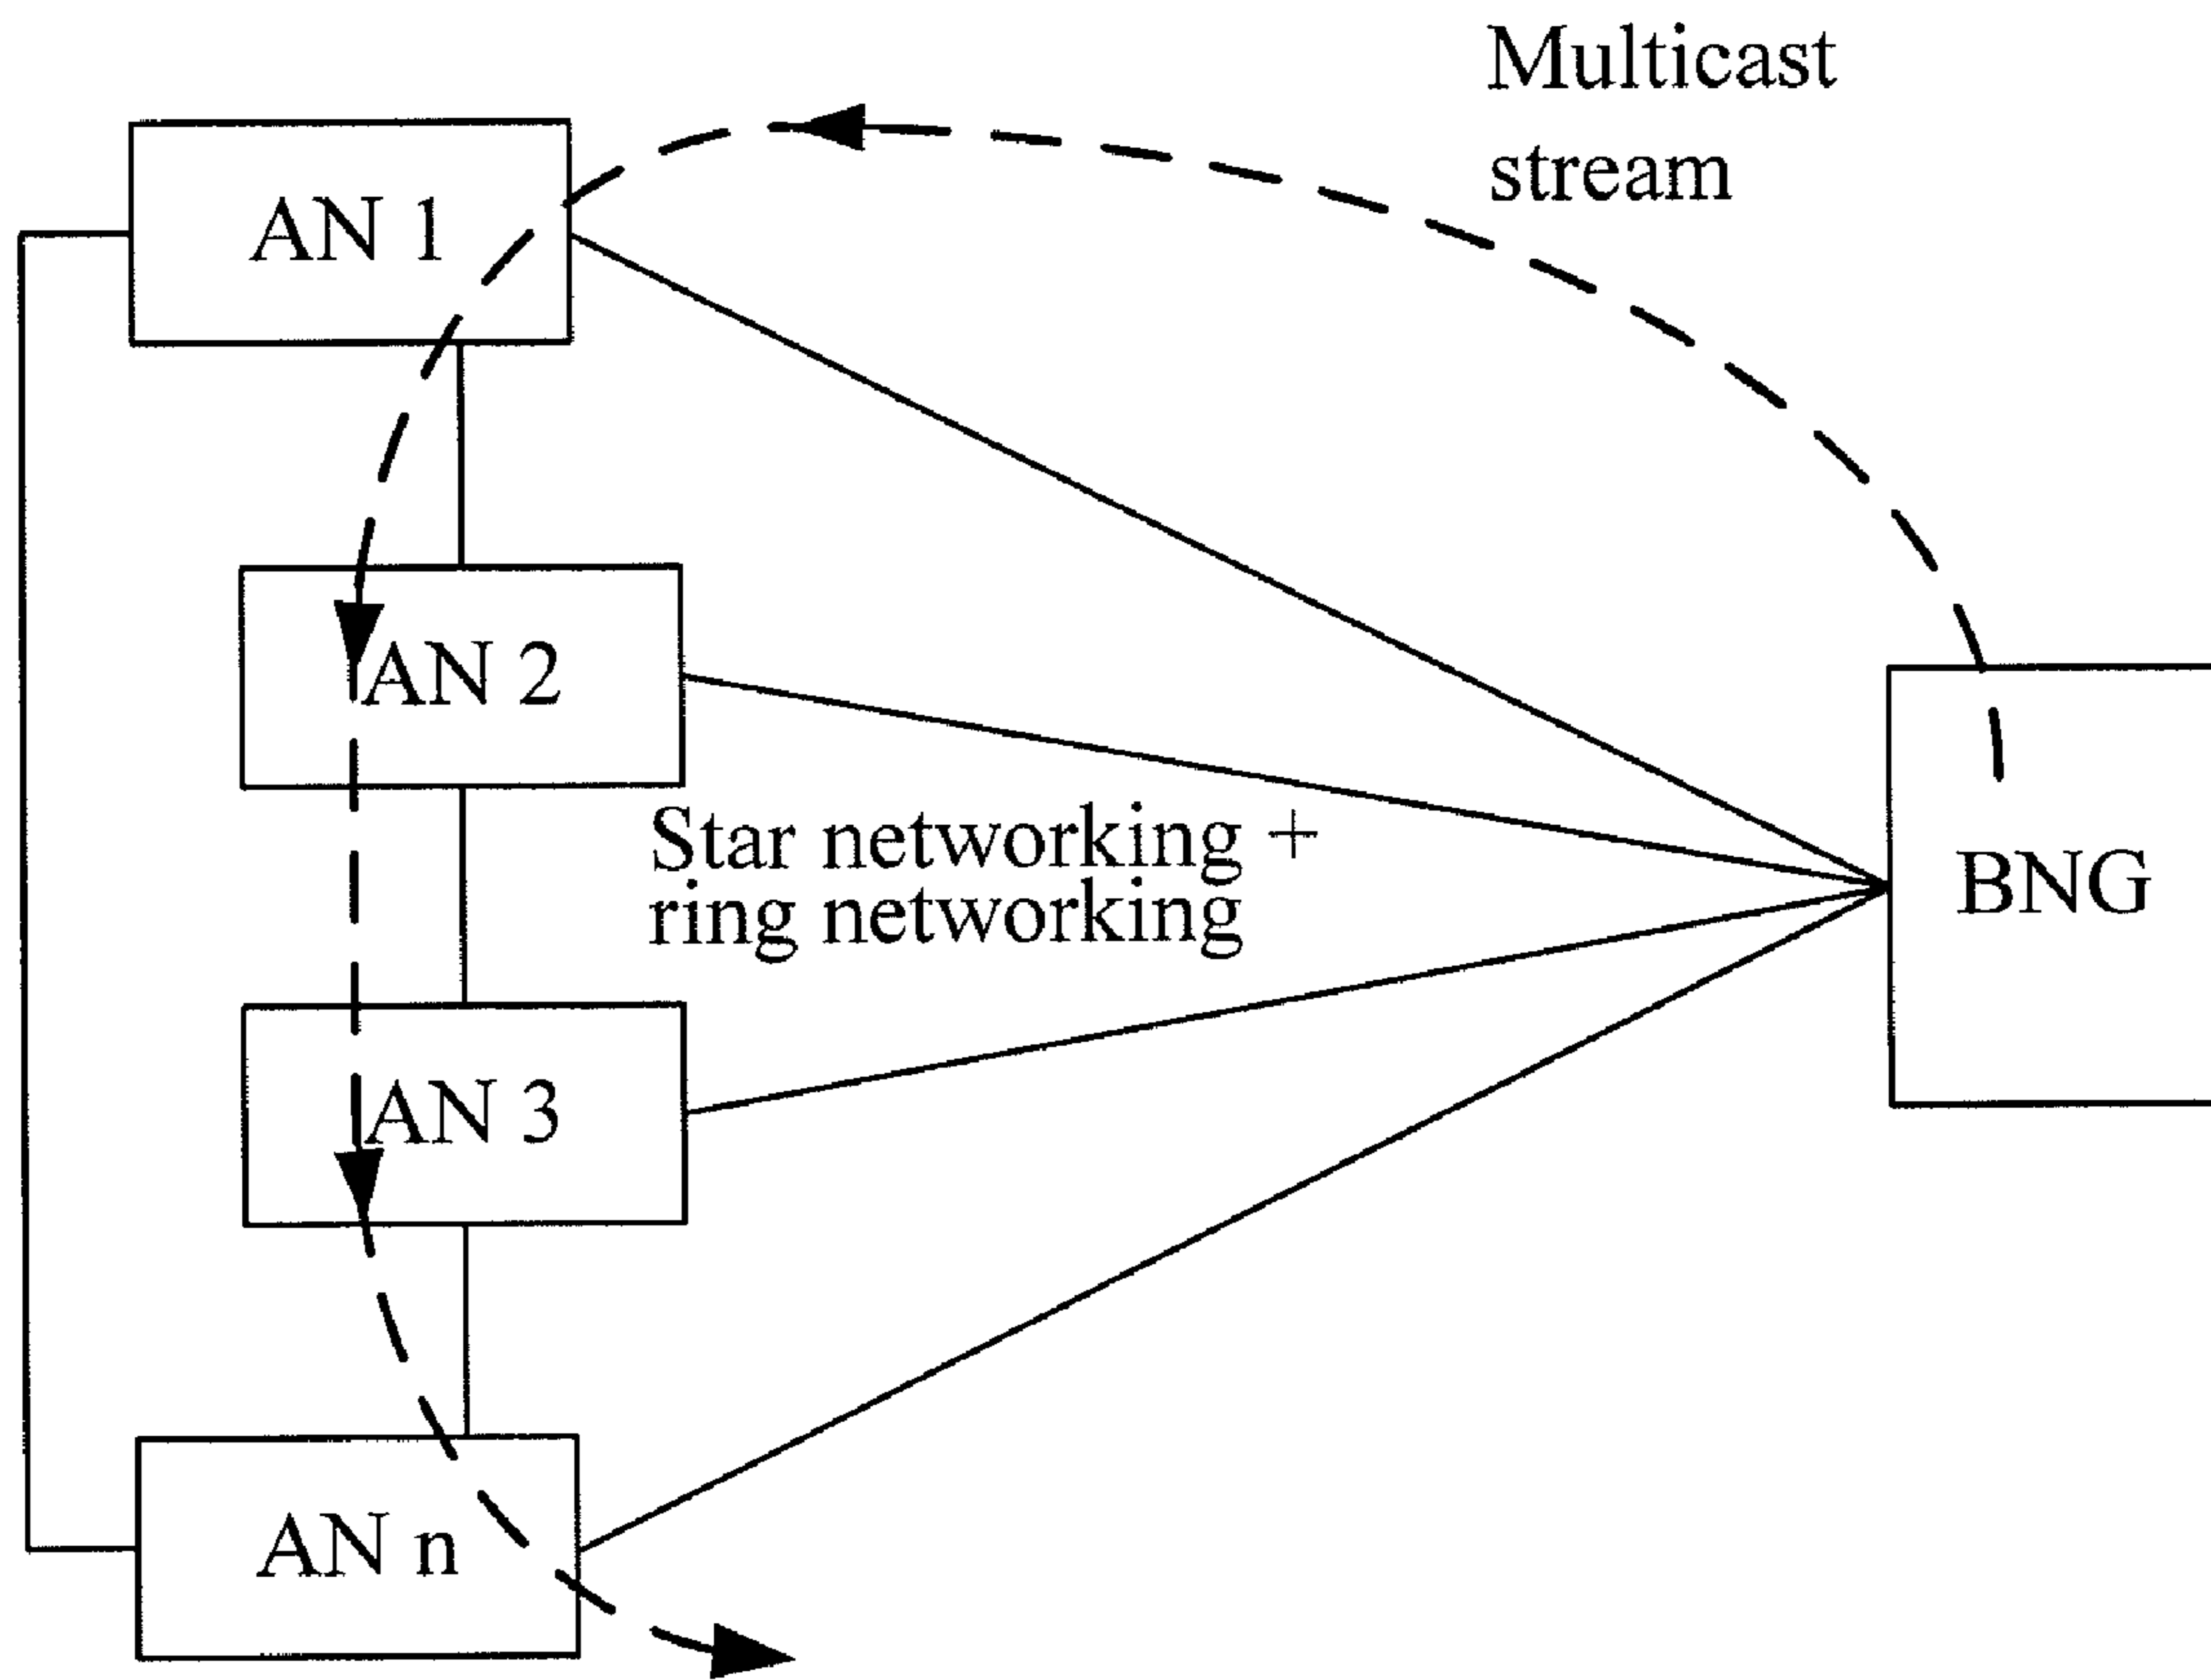 Multicast
stream
AN 1
AN 2
Star networking +
ring networking
BNG
AN 3
AN n